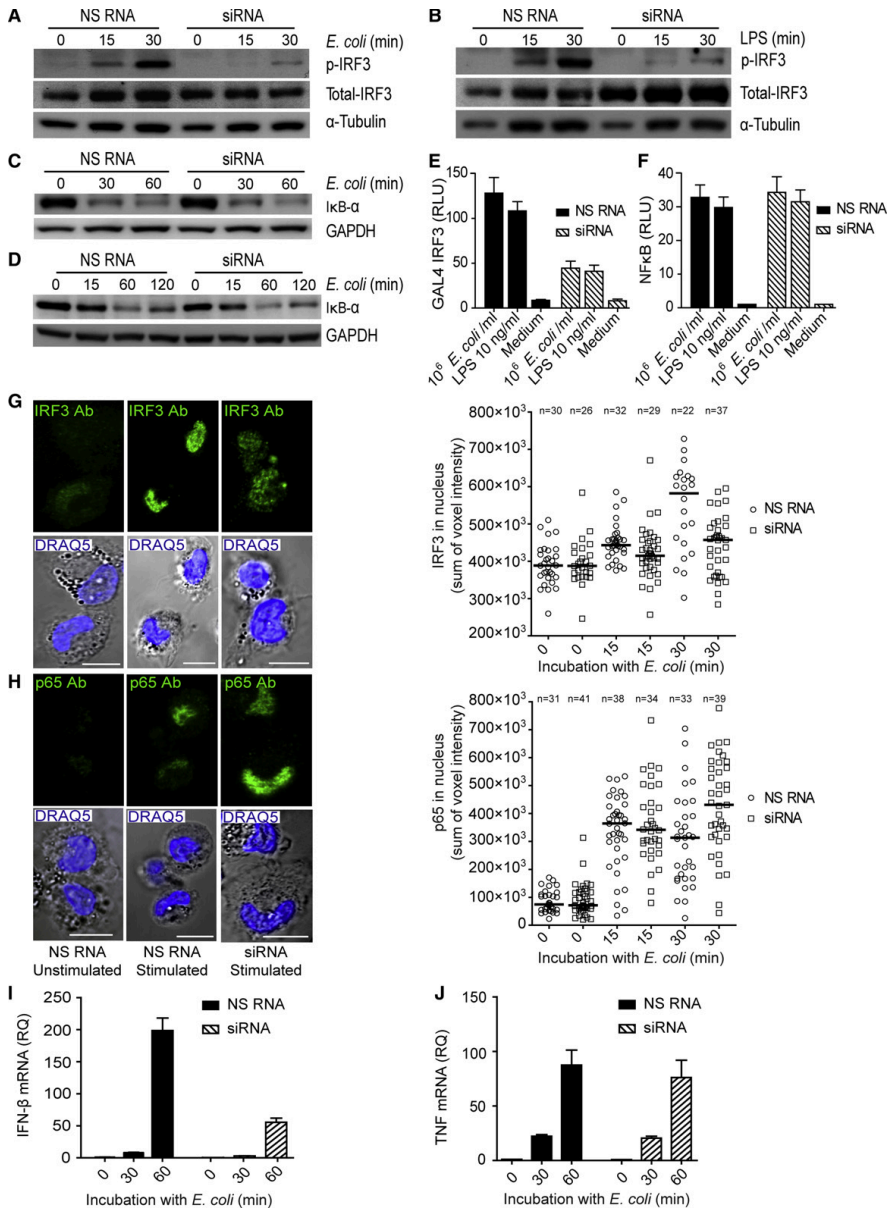 A
NS RNA siRNA
0 15 30 0 15 30 E. coli (min)
p-IRF3
Total-IRF3
α-Tubulin
B
NS RNA siRNA
0 15 30 0 15 30 LPS (min)
p-IRF3
Total-IRF3
α-Tubulin
C
NS RNA siRNA
0 30 60 0 30 60 E. coli (min)
IκB-α
GAPDH
D
NS RNA siRNA
0 15 60 120 0 15 60 120 E. coli (min)
IκB-α
GAPDH
E
GAL4 IRF3 (RLU)
150
100
50
0
NS RNA
siRNA
10⁶ E. coli /ml
LPS 10 ng/ml
Medium
10⁶ E. coli /ml
LPS 10 ng/ml
Medium
F
NFκB (RLU)
40
30
20
10
0
NS RNA
siRNA
10⁶ E. coli /ml
LPS 10 ng/ml
Medium
10⁶ E. coli /ml
LPS 10 ng/ml
Medium
G
IRF3 Ab IRF3 Ab IRF3 Ab
DRAQ5 DRAQ5 DRAQ5
IRF3 in nucleus
(sum of voxel intensity)
800×10³
700×10³
600×10³
500×10³
400×10³
300×10³
200×10³
n=30 n=26 n=32 n=29 n=22 n=37
NS RNA
siRNA
0 0 15 15 30 30
Incubation with E. coli (min)
H
p65 Ab p65 Ab p65 Ab
DRAQ5 DRAQ5 DRAQ5
NS RNA NS RNA siRNA
Unstimulated Stimulated Stimulated
p65 in nucleus
(sum of voxel intensity)
800×10³
700×10³
600×10³
500×10³
400×10³
300×10³
200×10³
100×10³
0
n=31 n=41 n=38 n=34 n=33 n=39
NS RNA
siRNA
0 0 15 15 30 30
Incubation with E. coli (min)
I
IFN-β mRNA (RQ)
250
200
150
100
50
0
NS RNA
siRNA
0 30 60 0 30 60
Incubation with E. coli (min)
J
TNF mRNA (RQ)
150
100
50
0
NS RNA
siRNA
0 30 60 0 30 60
Incubation with E. coli (min)